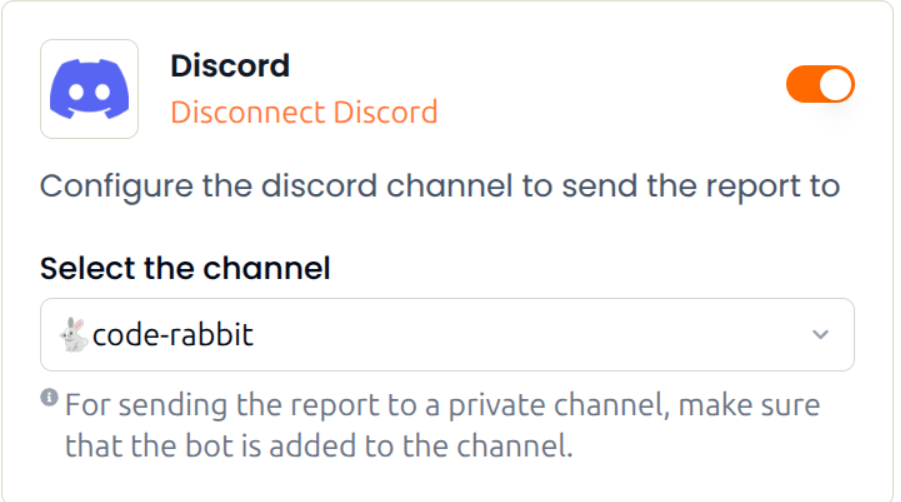 Discord
Disconnect Discord
Configure the discord channel to send the report to
Select the channel
🐇code-rabbit
For sending the report to a private channel, make sure
that the bot is added to the channel.